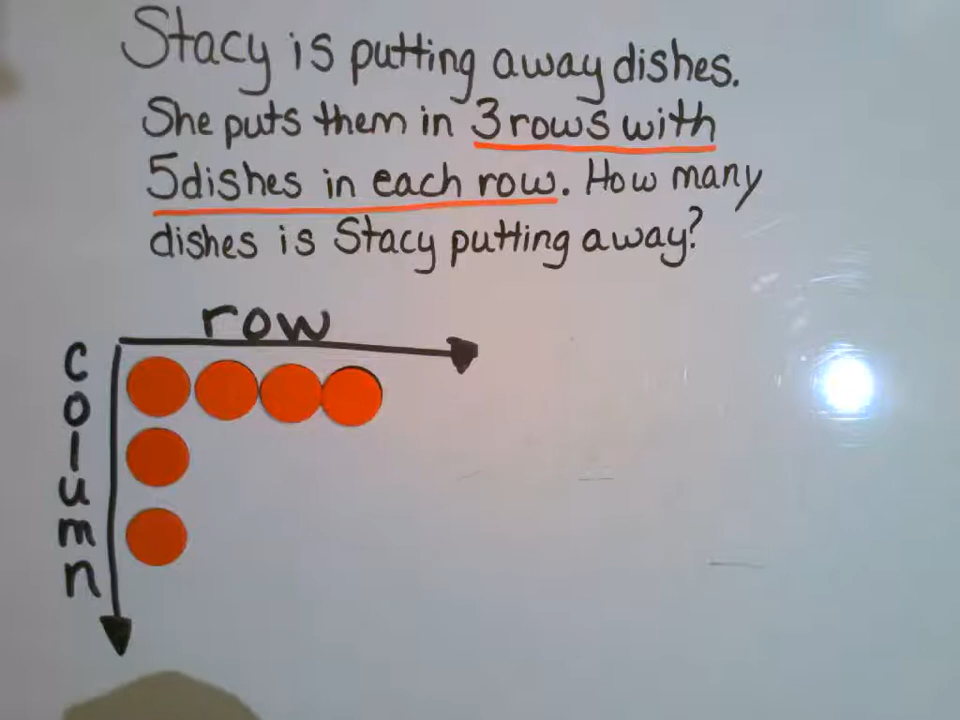 Stacy is putting away dishes.
She puts them in 3 rows with
5 dishes in each row. How many
dishes is Stacy putting away?
row
column